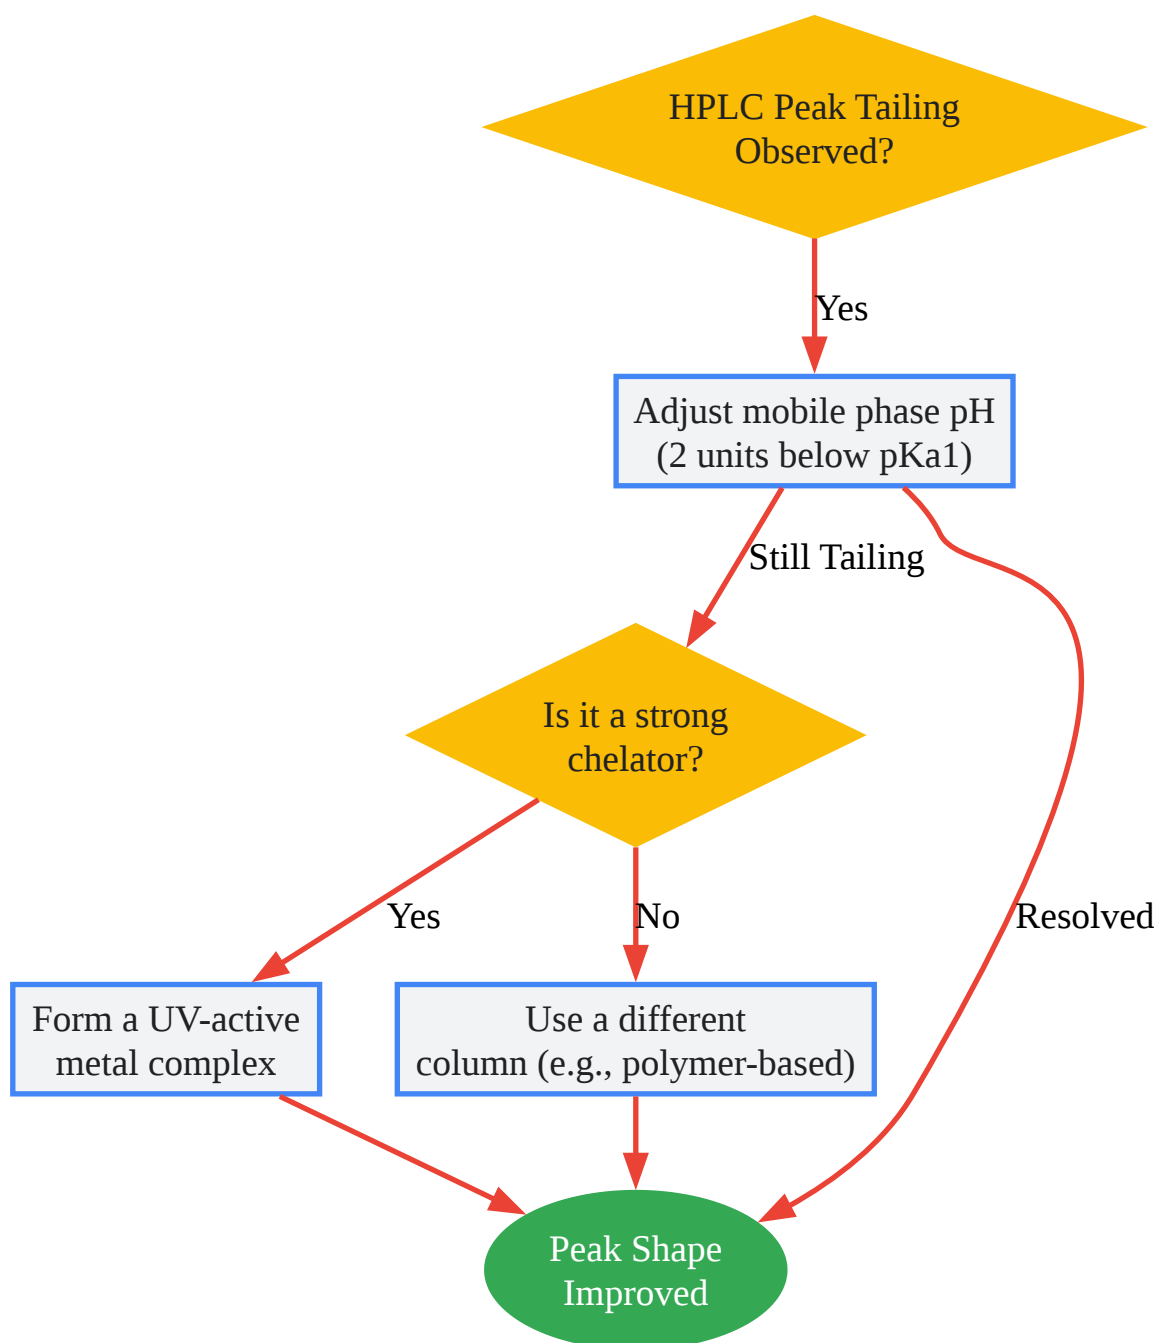 HPLC Peak Tailing
Observed?
Yes
Adjust mobile phase pH
(2 units below pKa1)
Still Tailing
Is it a strong
chelator?
Yes
No
Resolved
Form a UV-active
metal complex
Use a different
column (e.g., polymer-based)
Peak Shape
Improved